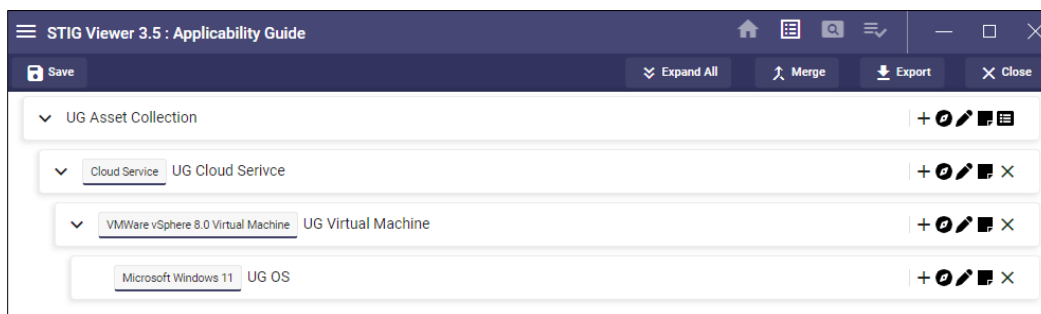 STIG Viewer 3.5 : Applicability Guide
Save Expand All Merge Export Close
UG Asset Collection
Cloud Service UG Cloud Serivce
VMWare vSphere 8.0 Virtual Machine UG Virtual Machine
Microsoft Windows 11 UG OS